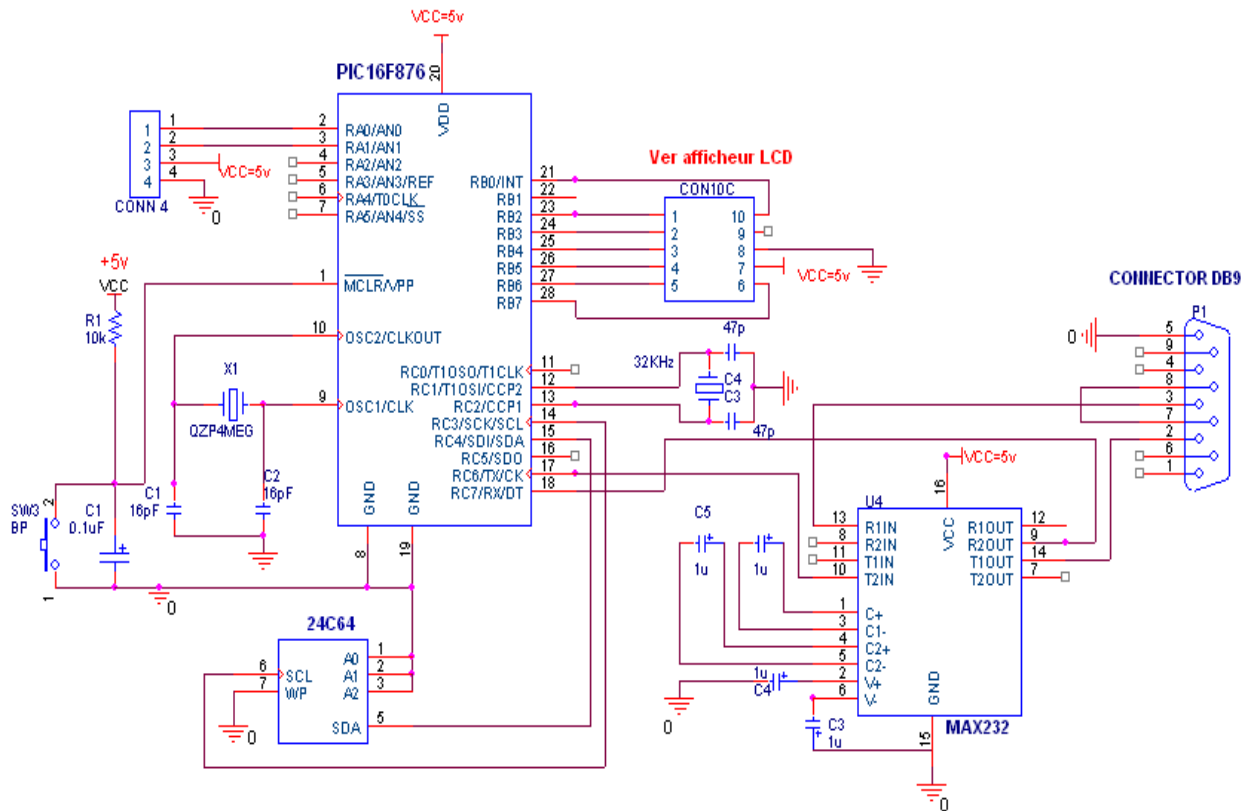 VCC=5v
PIC16F876
20
VDD
1 1
2 2
3 3
4 4
CONN 4
VCC=5v
0
2 RA0/AN0
3 RA1/AN1
4 RA2/AN2
5 RA3/AN3/REF
6 RA4/T0CLK
7 RA5/AN4/SS
1 MCLR/VPP
10 OSC2/CLKOUT
9 OSC1/CLK
RB0/INT 21
RB1 22
RB2 23
RB3 24
RB4 25
RB5 26
RB6 27
RB7 28
RC0/T1OSO/T1CLK 11
RC1/T1OSI/CCP2 12
RC2/CCP1 13
RC3/SCK/SCL 14
RC4/SDI/SDA 15
RC5/SDO 16
RC6/TX/CK 17
RC7/RX/DT 18
GND
GND
8
19
Ver afficheur LCD
CON10C
1 10
2 9
3 8
4 7
5 6
VCC=5v
47p
32KHz
C4
C3
47p
+5v
VCC
R1
10k
X1
QZP4MEG
C1
16pF
C2
16pF
SW3
BP
2
1
C1
0.1uF
0
24C64
6 SCL
7 WP
A0 1
A1 2
A2 3
SDA 5
0
CONNECTOR DB9
P1
0
5
9
4
8
3
7
2
6
1
VCC=5v
16
U4
VCC
13 R1IN
8 R2IN
11 T1IN
10 T2IN
1 C+
3 C1-
4 C2+
5 C2-
2 V+
6 V-
R1OUT 12
R2OUT 9
T1OUT 14
T2OUT 7
GND
15
MAX232
C5
1u
1u
1u
C4
0
C3
1u
0